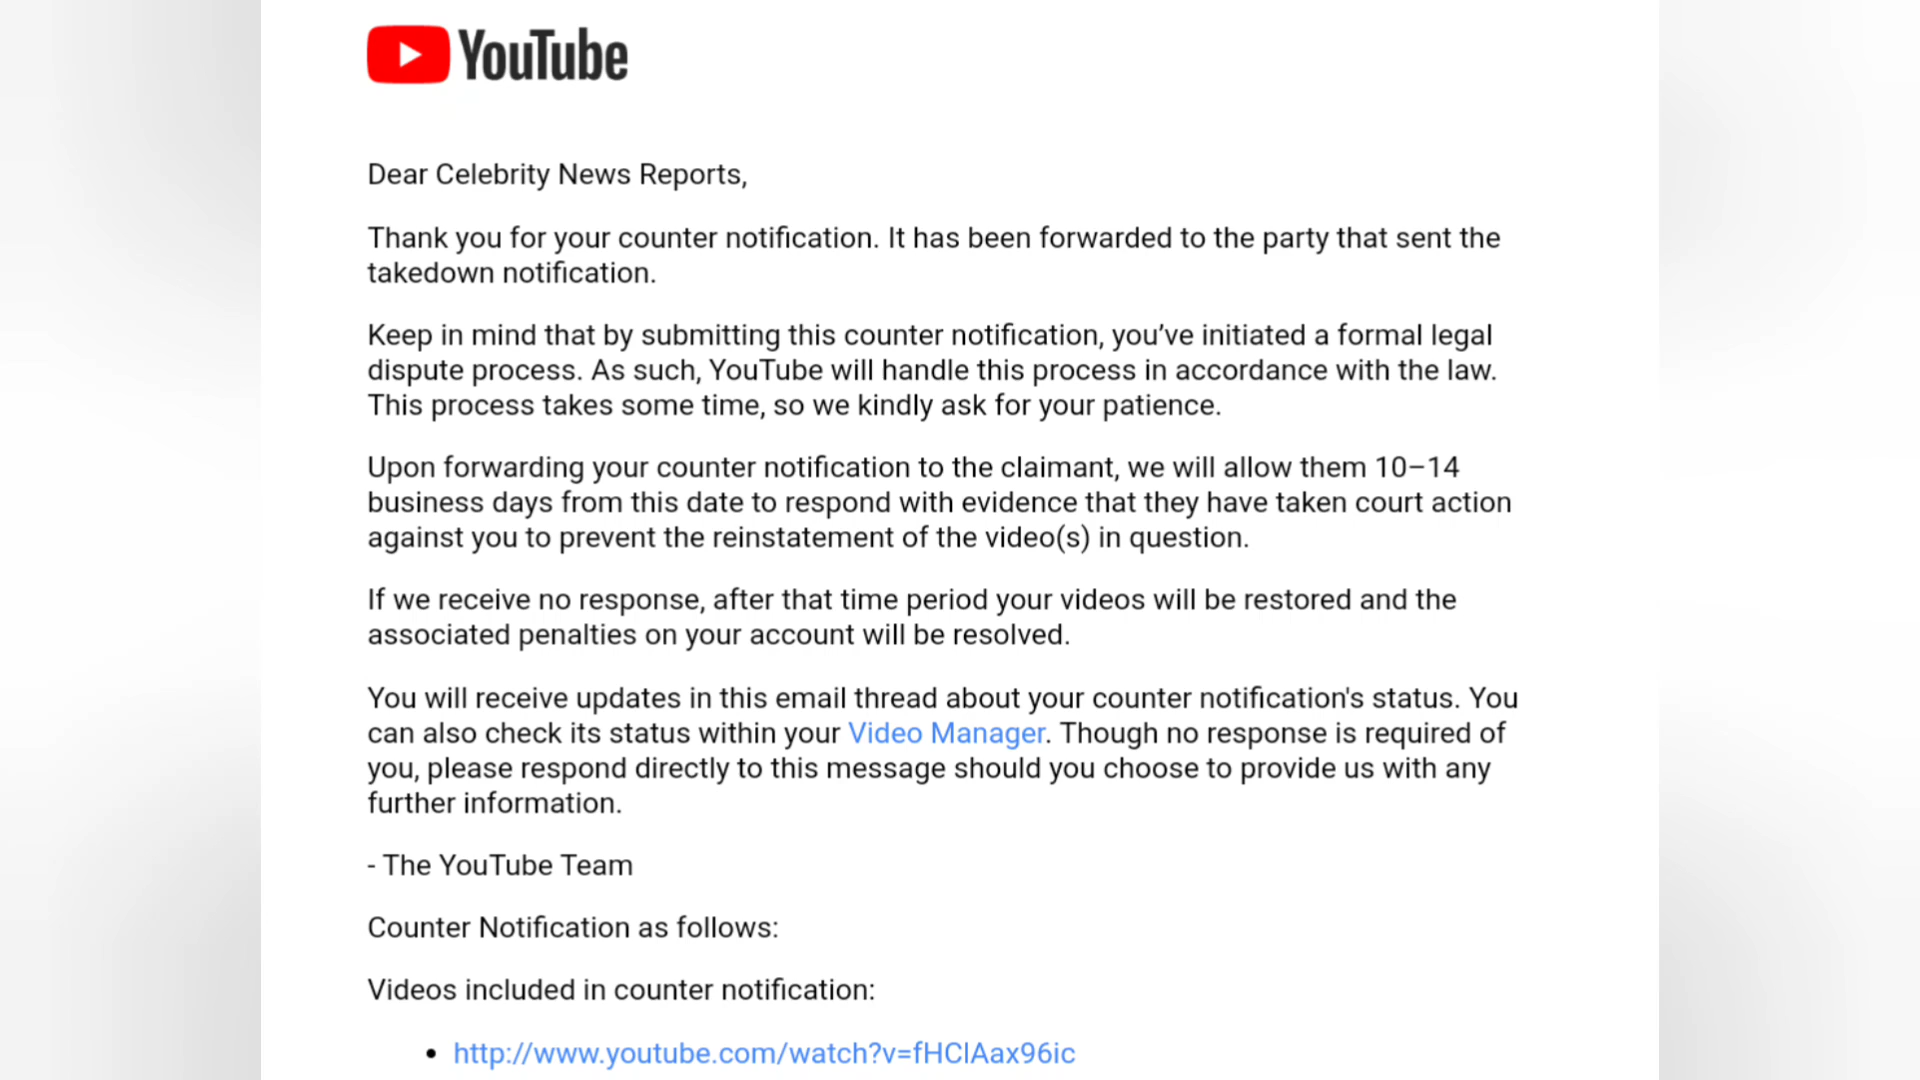 YouTube
Dear Celebrity News Reports,
Thank you for your counter notification. It has been forwarded to the party that sent the
takedown notification.
Keep in mind that by submitting this counter notification, you’ve initiated a formal legal
dispute process. As such, YouTube will handle this process in accordance with the law.
This process takes some time, so we kindly ask for your patience.
Upon forwarding your counter notification to the claimant, we will allow them 10–14
business days from this date to respond with evidence that they have taken court action
against you to prevent the reinstatement of the video(s) in question.
If we receive no response, after that time period your videos will be restored and the
associated penalties on your account will be resolved.
You will receive updates in this email thread about your counter notification's status. You
can also check its status within your Video Manager. Though no response is required of
you, please respond directly to this message should you choose to provide us with any
further information.
- The YouTube Team
Counter Notification as follows:
Videos included in counter notification:
• http://www.youtube.com/watch?v=fHClAax96ic